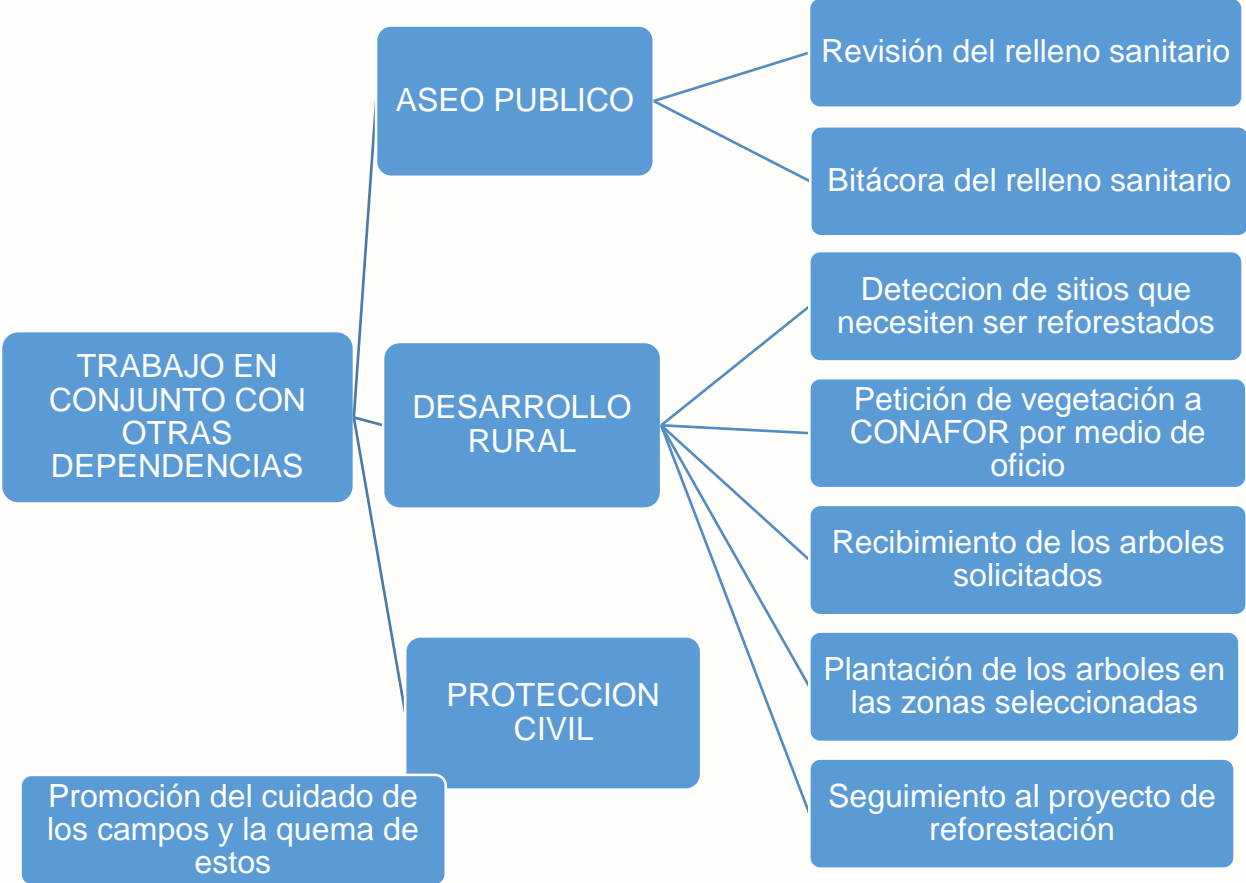 TRABAJO EN
CONJUNTO CON
OTRAS
DEPENDENCIAS
ASEO PUBLICO
Revisión del relleno sanitario
Bitácora del relleno sanitario
DESARROLLO
RURAL
Deteccion de sitios que
necesiten ser reforestados
Petición de vegetación a
CONAFOR por medio de
oficio
Recibimiento de los arboles
solicitados
Plantación de los arboles en
las zonas seleccionadas
Seguimiento al proyecto de
reforestación
PROTECCION
CIVIL
Promoción del cuidado de
los campos y la quema de
estos